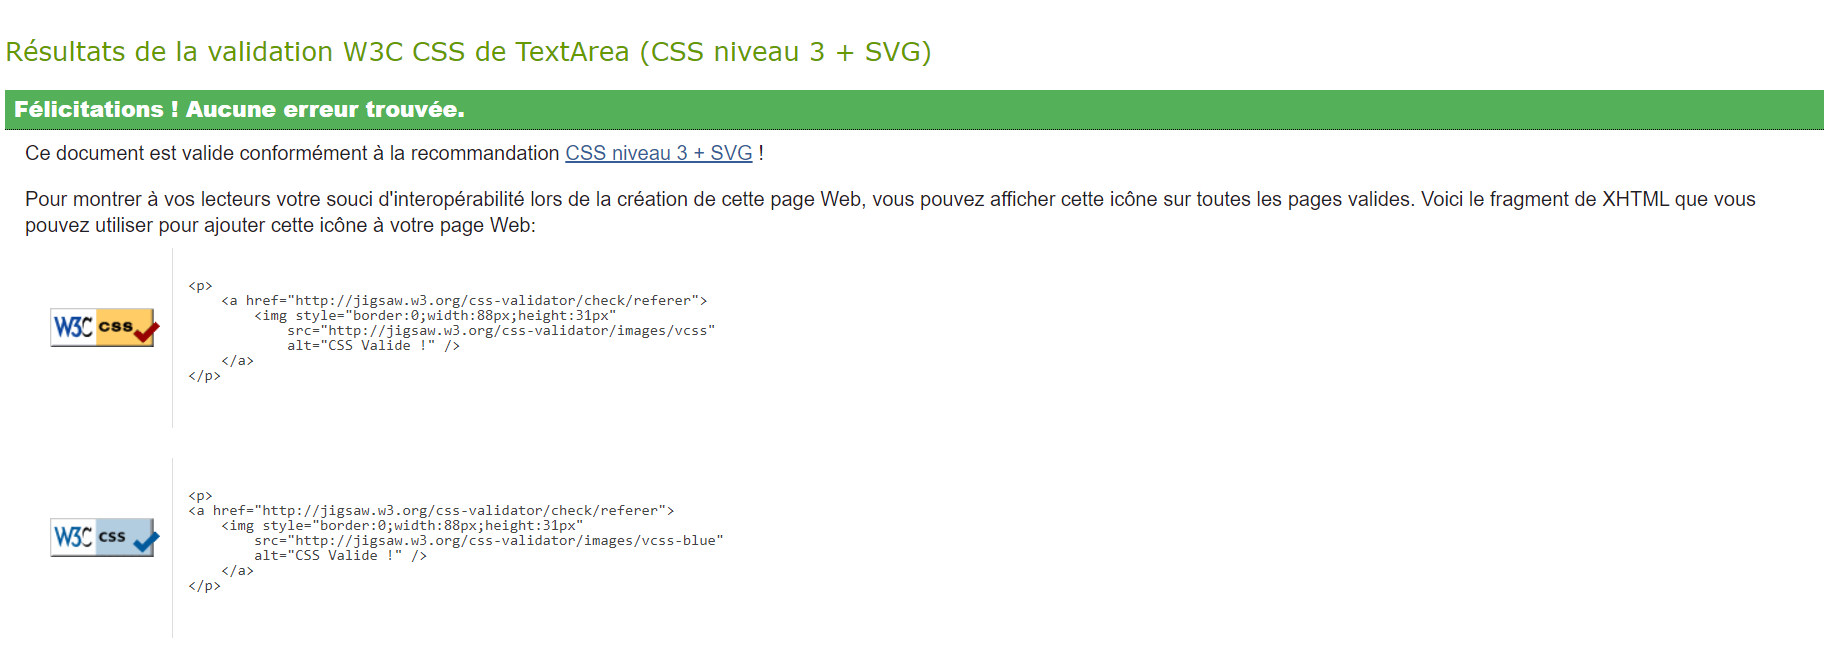 Résultats de la validation W3C CSS de TextArea (CSS niveau 3 + SVG)
Félicitations ! Aucune erreur trouvée.
Ce document est valide conformément à la recommandation CSS niveau 3 + SVG !
Pour montrer à vos lecteurs votre souci d'interopérabilité lors de la création de cette page Web, vous pouvez afficher cette icône sur toutes les pages valides. Voici le fragment de XHTML que vous
pouvez utiliser pour ajouter cette icône à votre page Web:
W3C css
<p>
    <a href="http://jigsaw.w3.org/css-validator/check/referer">
        <img style="border:0;width:88px;height:31px"
            src="http://jigsaw.w3.org/css-validator/images/vcss"
            alt="CSS Valide !" />
    </a>
</p>
W3C css
<p>
<a href="http://jigsaw.w3.org/css-validator/check/referer">
    <img style="border:0;width:88px;height:31px"
        src="http://jigsaw.w3.org/css-validator/images/vcss-blue"
        alt="CSS Valide !" />
    </a>
</p>